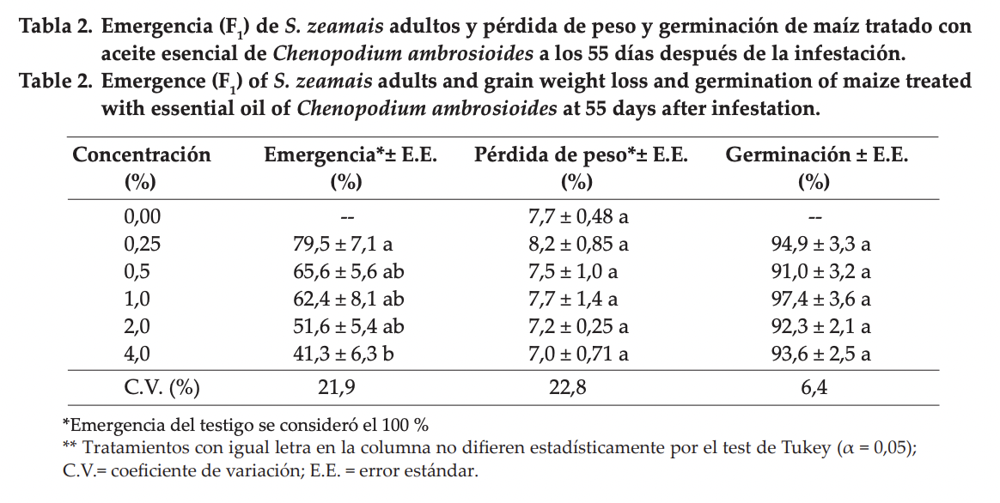 Tabla 2. Emergencia (F1) de S. zeamais adultos y pérdida de peso y germinación de maíz tratado con
aceite esencial de Chenopodium ambrosioides a los 55 días después de la infestación.
Table 2. Emergence (F1) of S. zeamais adults and grain weight loss and germination of maize treated
with essential oil of Chenopodium ambrosioides at 55 days after infestation.
Concentración Emergencia*± E.E. Pérdida de peso*± E.E. Germinación ± E.E.
(%) (%) (%) (%)
0,00 -- 7,7 ± 0,48 a --
0,25 79,5 ± 7,1 a 8,2 ± 0,85 a 94,9 ± 3,3 a
0,5 65,6 ± 5,6 ab 7,5 ± 1,0 a 91,0 ± 3,2 a
1,0 62,4 ± 8,1 ab 7,7 ± 1,4 a 97,4 ± 3,6 a
2,0 51,6 ± 5,4 ab 7,2 ± 0,25 a 92,3 ± 2,1 a
4,0 41,3 ± 6,3 b 7,0 ± 0,71 a 93,6 ± 2,5 a
C.V. (%) 21,9 22,8 6,4
*Emergencia del testigo se consideró el 100 %
** Tratamientos con igual letra en la columna no difieren estadísticamente por el test de Tukey (α = 0,05);
C.V.= coeficiente de variación; E.E. = error estándar.